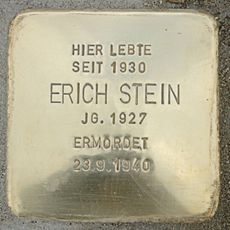 HIER LEBTE
SEIT 1930
ERICH STEIN
JG. 1927
ERMORDET
23.9.1940